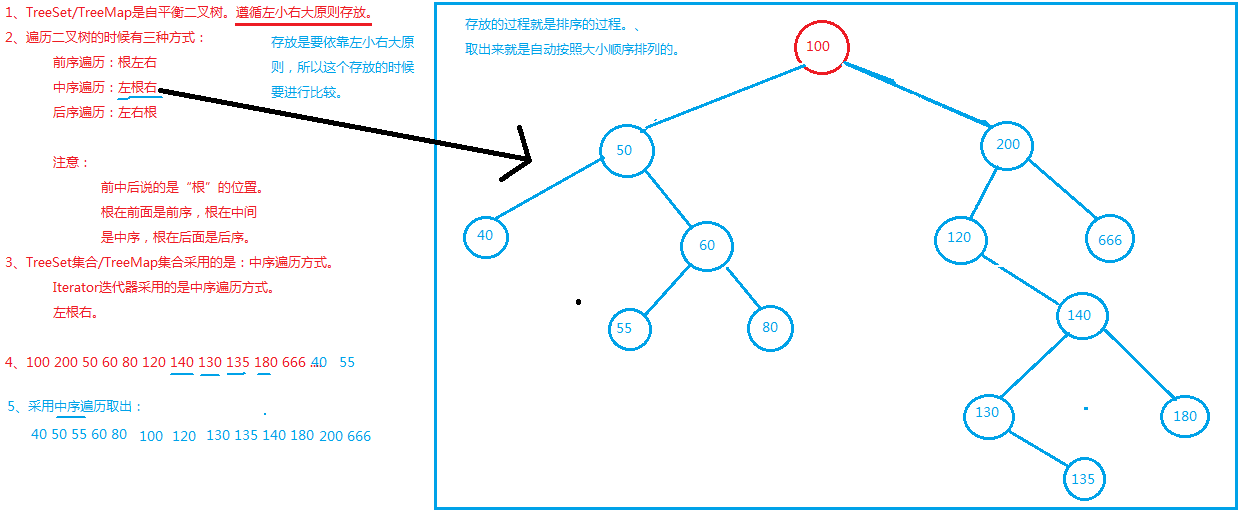 1、TreeSet/TreeMap是自平衡二叉树。遵循左小右大原则存放。
2、遍历二叉树的时候有三种方式：
前序遍历：根左右
中序遍历：左根右
后序遍历：左右根
存放是要依靠左小右大原
则，所以这个存放的时候
要进行比较。
注意：
前中后说的是“根”的位置。
根在前面是前序，根在中间
是中序，根在后面是后序。
3、TreeSet集合/TreeMap集合采用的是：中序遍历方式。
Iterator迭代器采用的是中序遍历方式。
左根右。
4、100 200 50 60 80 120 140 130 135 180 666 ... 40 55
5、采用中序遍历取出：
40 50 55 60 80 100 120 130 135 140 180 200 666
存放的过程就是排序的过程。、
取出来就是自动按照大小顺序排列的。
100
50
200
40
60
120
666
55
80
140
130
180
135